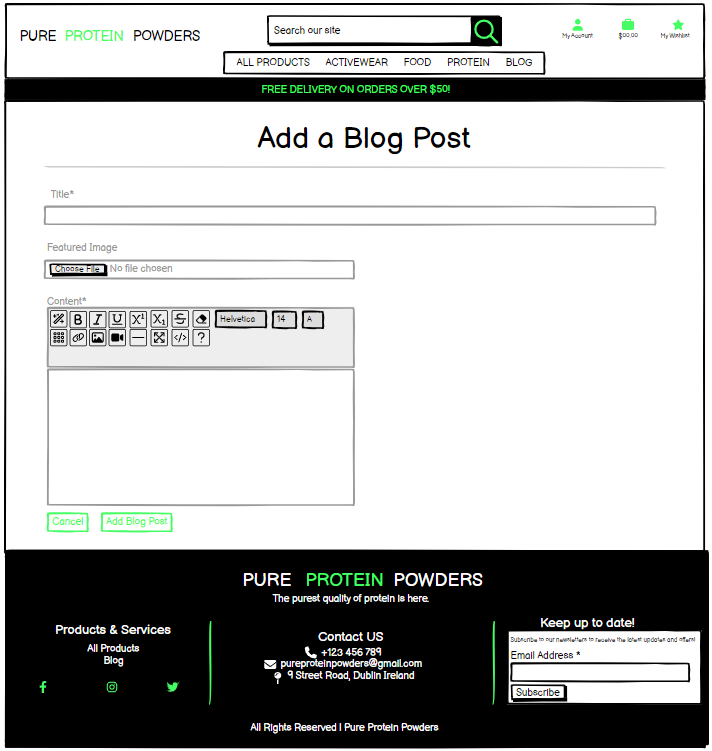 PURE PROTEIN POWDERS
Search our site
My Account
$00.00
My Wishlist
ALL PRODUCTS ACTIVEWEAR FOOD PROTEIN BLOG
FREE DELIVERY ON ORDERS OVER $50!
Add a Blog Post
Title*
Featured Image
Choose File No file chosen
Content*
B I U X¹ X₁ S Helvetica 14 A
</> ?
Cancel Add Blog Post
PURE PROTEIN POWDERS
The purest quality of protein is here.
Products & Services
All Products
Blog
Contact US
+123 456 789
pureproteinpowders@gmail.com
9 Street Road, Dublin Ireland
Keep up to date!
Subscribe to our newsletters to receive the latest updates and offers!
Email Address *
Subscribe
All Rights Reserved | Pure Protein Powders